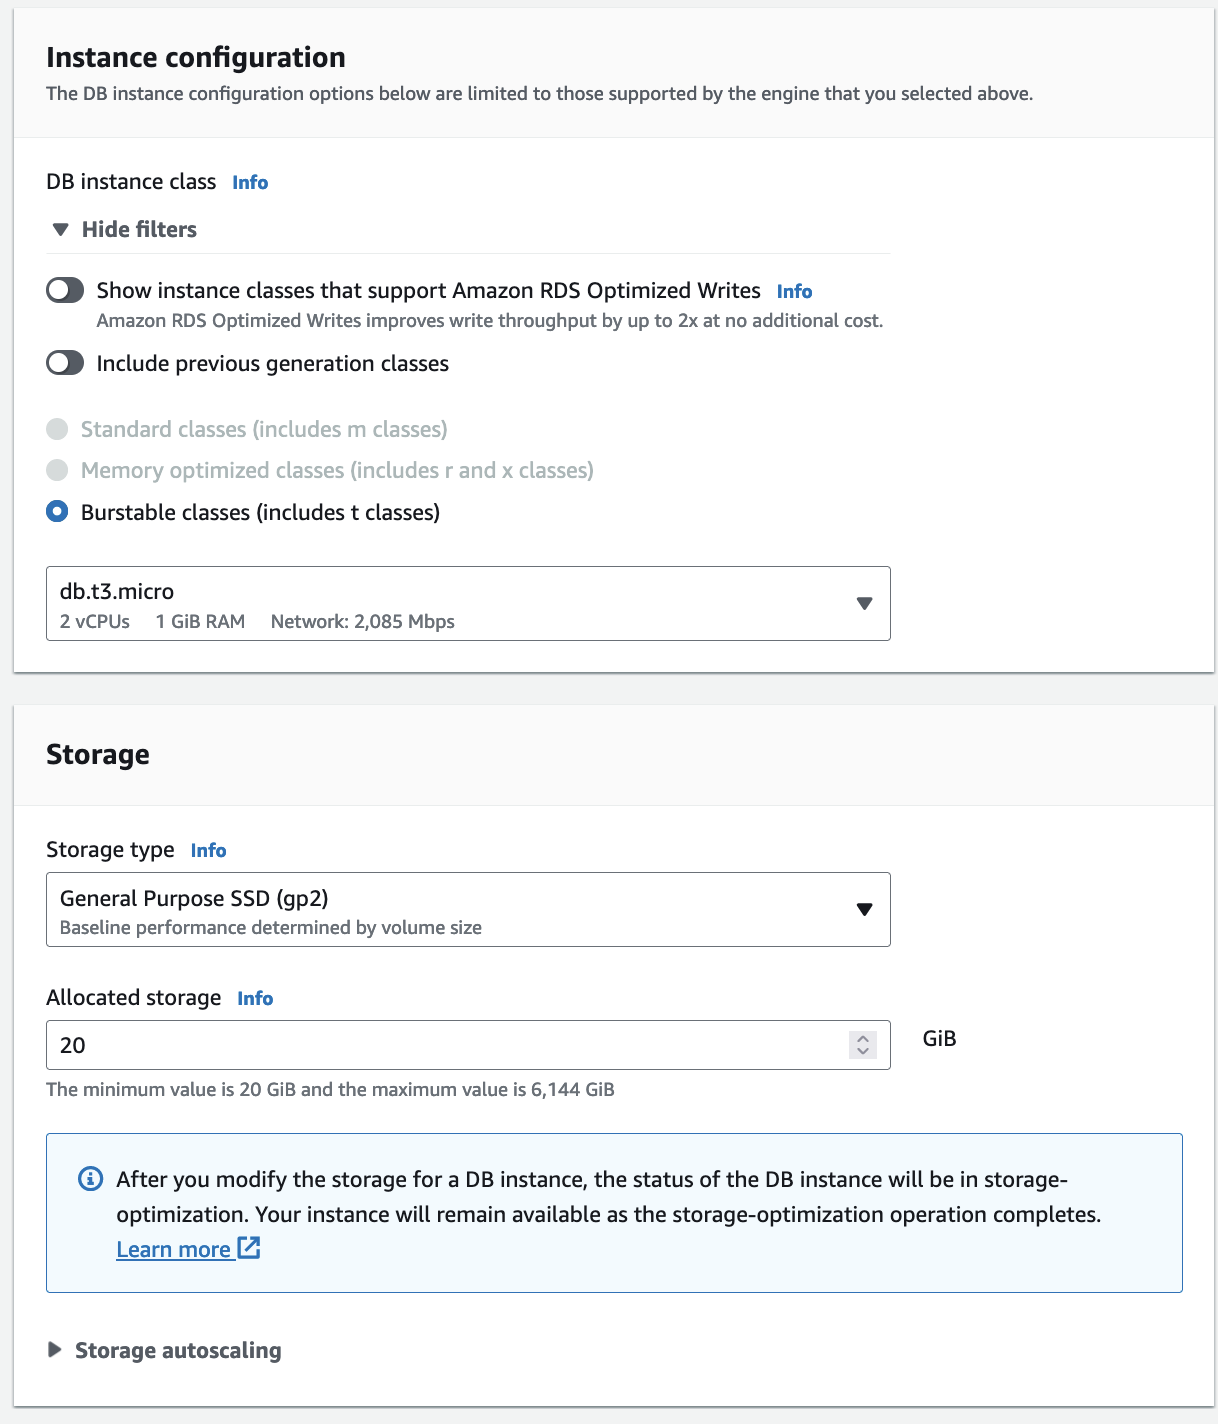 Instance configuration
The DB instance configuration options below are limited to those supported by the engine that you selected above.
DB instance class Info
Hide filters
Show instance classes that support Amazon RDS Optimized Writes Info
Amazon RDS Optimized Writes improves write throughput by up to 2x at no additional cost.
Include previous generation classes
Standard classes (includes m classes)
Memory optimized classes (includes r and x classes)
Burstable classes (includes t classes)
db.t3.micro
2 vCPUs 1 GiB RAM Network: 2,085 Mbps
Storage
Storage type Info
General Purpose SSD (gp2)
Baseline performance determined by volume size
Allocated storage Info
20 GiB
The minimum value is 20 GiB and the maximum value is 6,144 GiB
After you modify the storage for a DB instance, the status of the DB instance will be in storage-
optimization. Your instance will remain available as the storage-optimization operation completes.
Learn more
Storage autoscaling